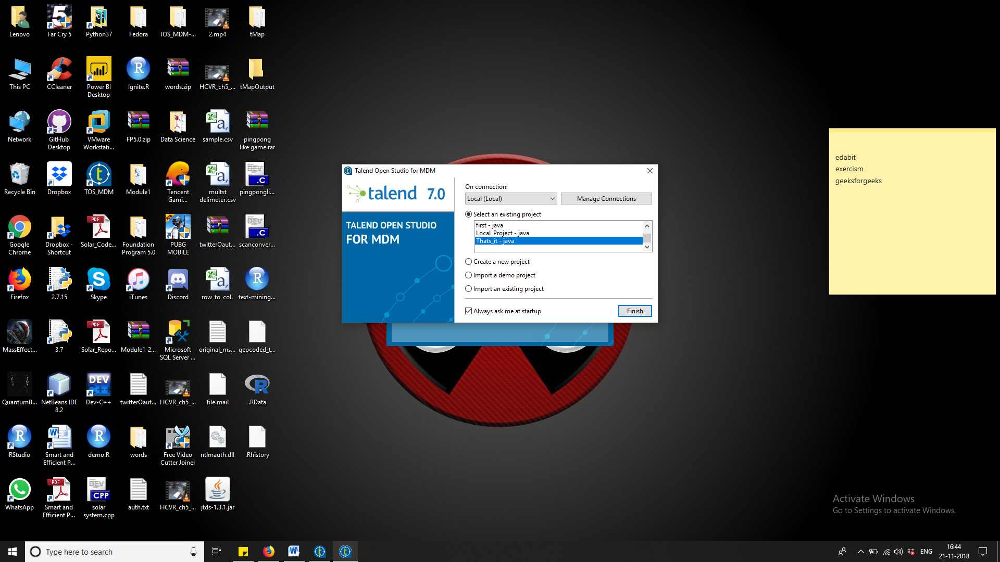 Lenovo
Far Cry 5
Python37
Fedora
TOS_MDM-...
2.mp4
tMap
This PC
CCleaner
Power BI
Desktop
Ignite.R
words.zip
HCVR_ch5_...
tMapOutput
Network
GitHub
Desktop
VMware
Workstati...
FP5.0.zip
Data Science
sample.csv
pingpong
like game.rar
Recycle Bin
Dropbox
TOS_MDM
Module1
Tencent
Gami...
multst
delimeter.csv
pingpongli...
Google
Chrome
Dropbox -
Shortcut
Solar_Code...
Foundation
Program 5.0
PUBG
MOBILE
twitterOaut...
scanconver...
Firefox
2.7.15
Skype
iTunes
Discord
row_to_col.
text-mining...
MassEffect...
3.7
Solar_Repo...
Module1-2...
Microsoft
SQL Server ...
original_ms...
geocoded_t...
QuantumB...
NetBeans IDE
8.2
Dev-C++
twitterOaut...
HCVR_ch5_...
file.mail
.RData
RStudio
Smart and
Efficient P...
demo.R
words
Free Video
Cutter Joiner
ntlmauth.dll
.Rhistory
WhatsApp
Smart and
Efficient P...
solar
system.cpp
auth.txt
HCVR_ch5_...
jtds-1.3.1.jar
Talend Open Studio for MDM
talend 7.0
TALEND OPEN STUDIO
FOR MDM
On connection:
Local (Local)
Manage Connections
Select an existing project
first - java
Local_Project - java
Thats_it - java
Create a new project
Import a demo project
Import an existing project
Always ask me at startup
Finish
edabit
exercism
geeksforgeeks
Activate Windows
Go to Settings to activate Windows.
Type here to search
ENG
16:44
21-11-2018